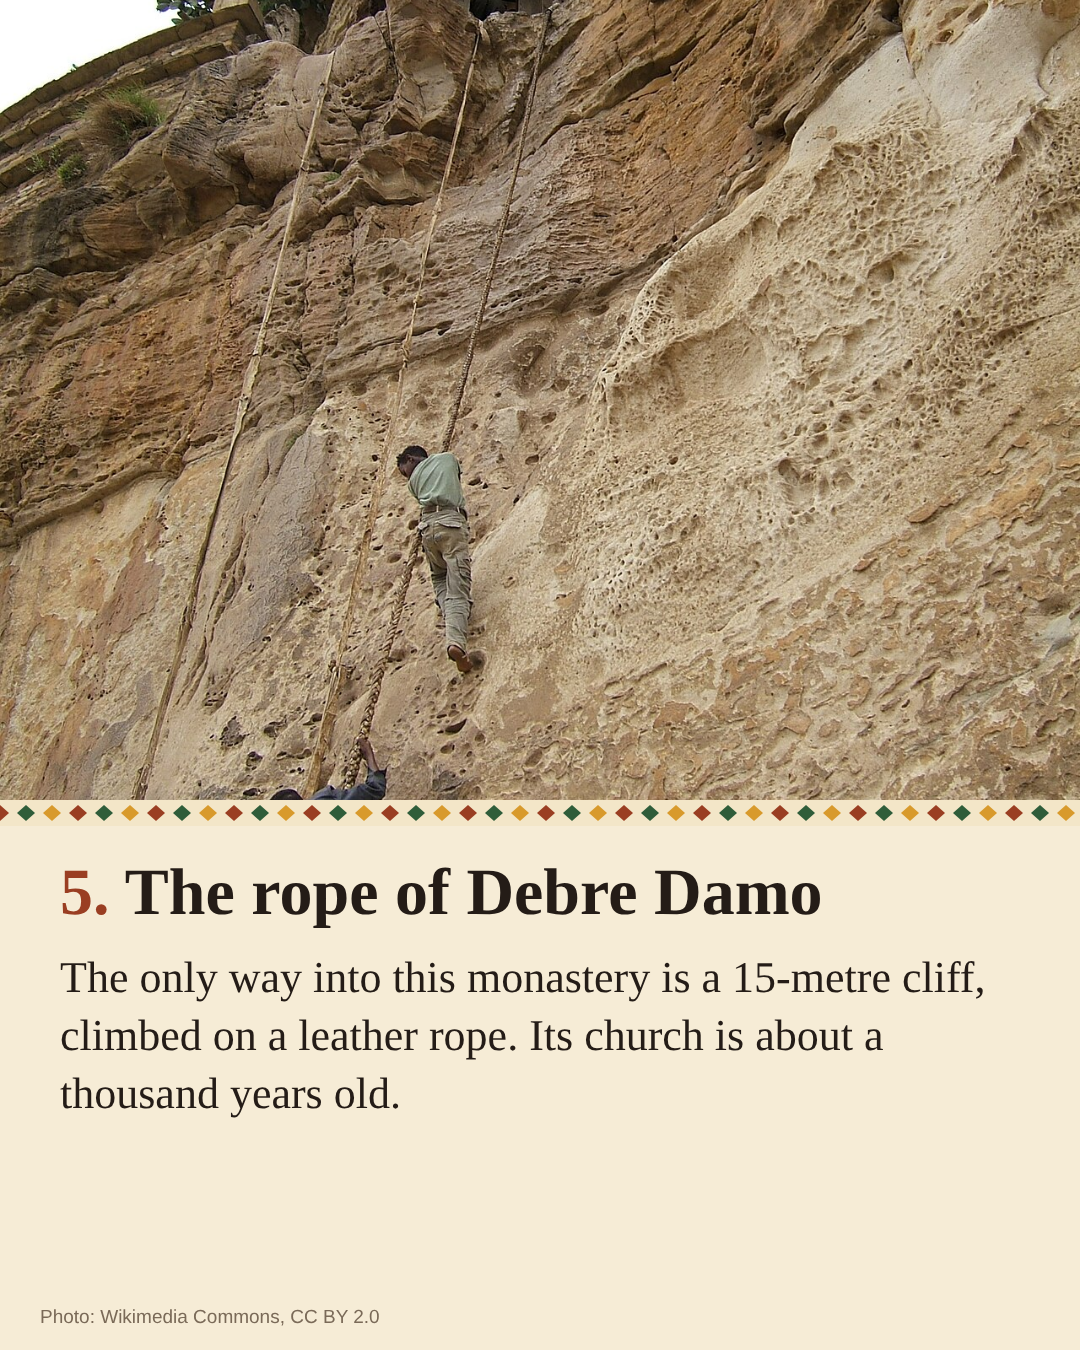 5. The rope of Debre Damo
The only way into this monastery is a 15-metre cliff,
climbed on a leather rope. Its church is about a
thousand years old.
Photo: Wikimedia Commons, CC BY 2.0